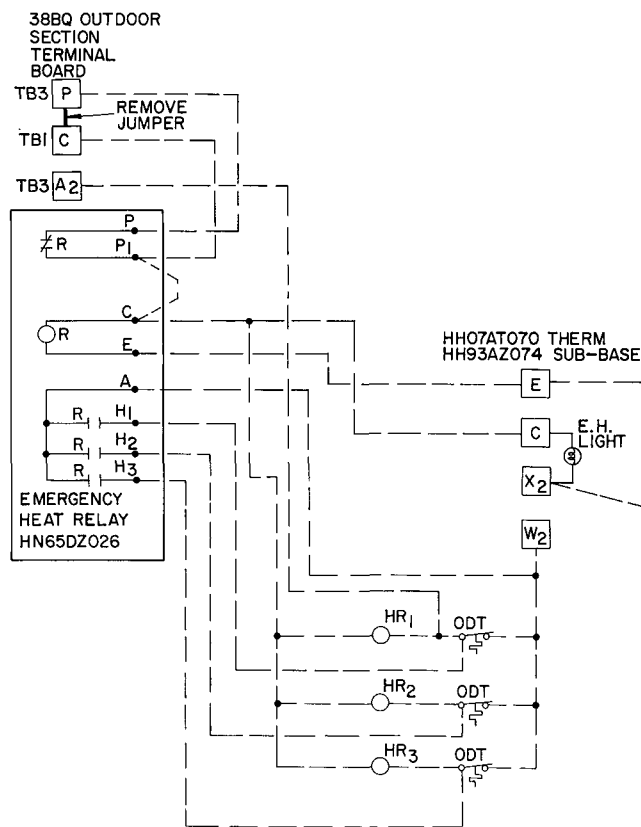 38BQ OUTDOOR
SECTION
TERMINAL
BOARD
TB3 P
REMOVE
JUMPER
TB1 C
TB3 A2
P
R
P1
C
R
E
A
R H1
R H2
R H3
EMERGENCY
HEAT RELAY
HN65DZ026
HH07AT070 THERM
HH93AZ074 SUB-BASE
E
C
E.H.
LIGHT
X2
W2
HR1 ODT
HR2 ODT
HR3 ODT